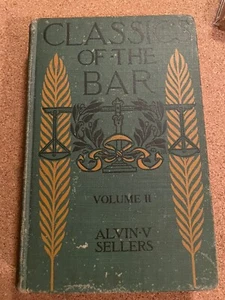 CLASSICS
OF THE
BAR
VOLUME II
ALVIN·V
SELLERS